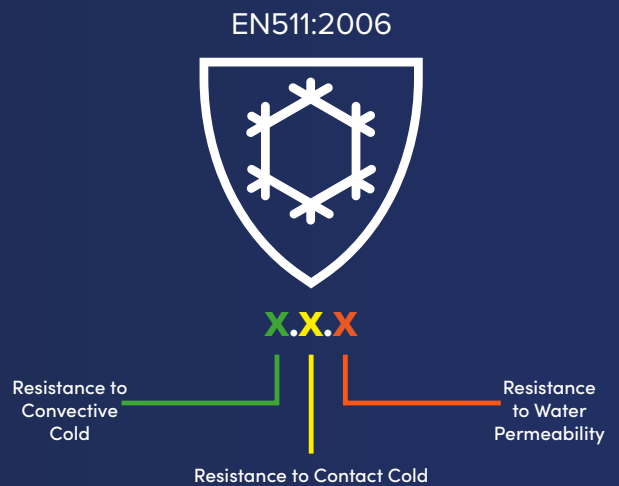 EN511:2006
X.X.X
Resistance to
Convective
Cold
Resistance to Contact Cold
Resistance
to Water
Permeability